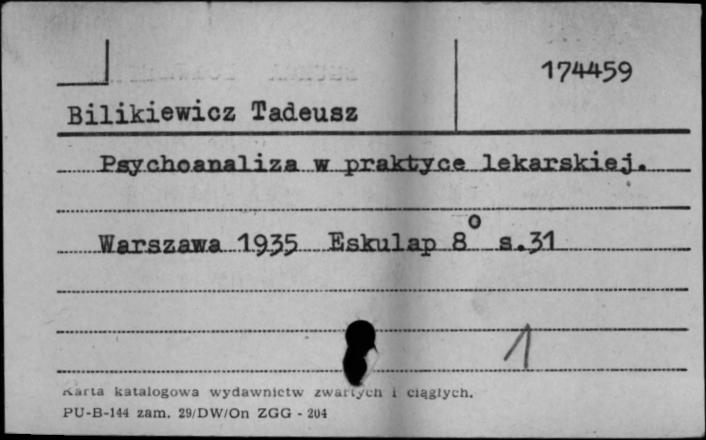 174459
Bilikiewicz Tadeusz
Psychoanaliza w praktyce lekarskiej.
Warszawa 1935 Eskulap 8° s.31
1
Karta katalogowa wydawnictw zwartych i ciągłych.
PU-B-144 zam. 29/DW/On ZGG - 204